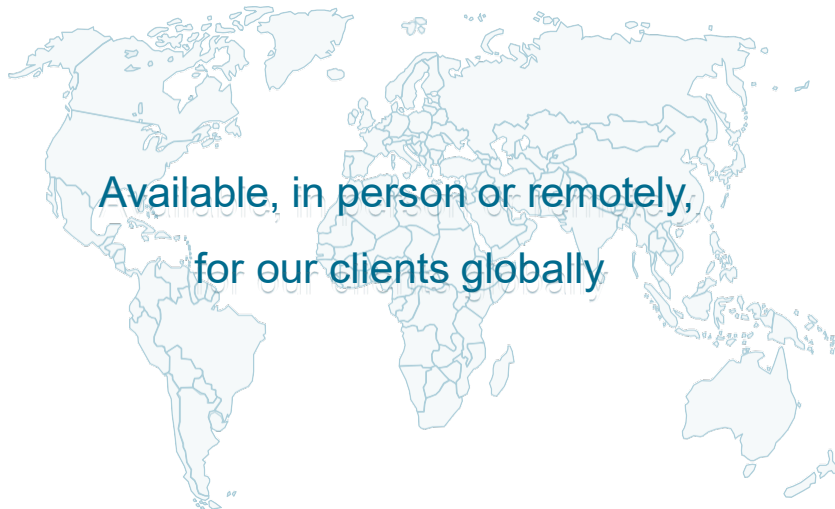 Available, in person or remotely,
for our clients globally